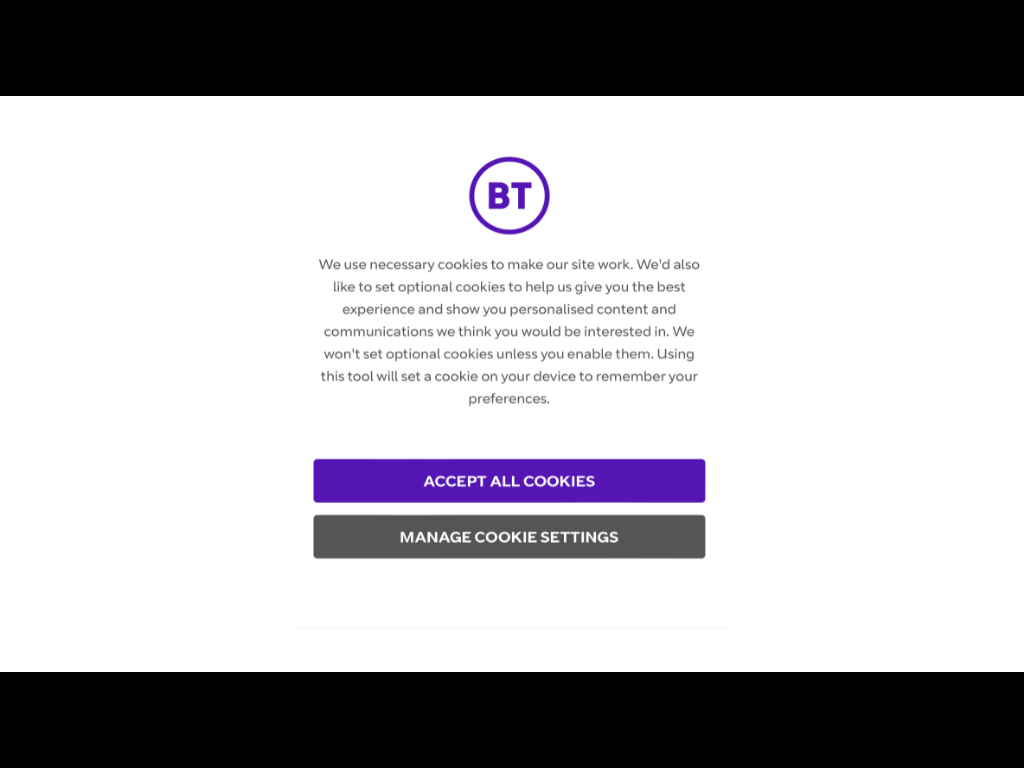 BT
We use necessary cookies to make our site work. We'd also
like to set optional cookies to help us give you the best
experience and show you personalised content and
communications we think you would be interested in. We
won't set optional cookies unless you enable them. Using
this tool will set a cookie on your device to remember your
preferences.
ACCEPT ALL COOKIES
MANAGE COOKIE SETTINGS